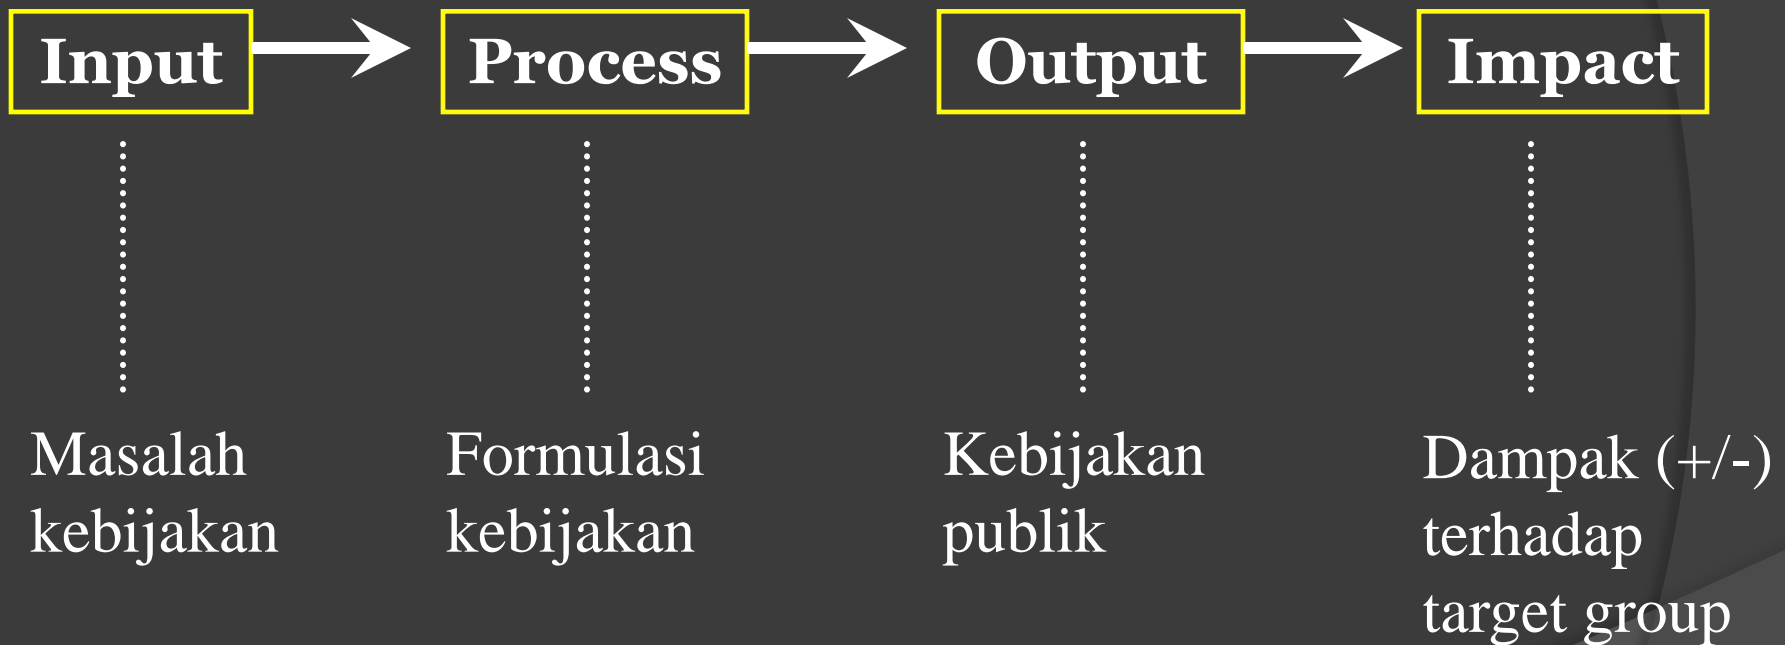 Input
Process
Output
Impact
Masalah
kebijakan
Formulasi
kebijakan
Kebijakan
publik
Dampak (+/-)
terhadap
target group